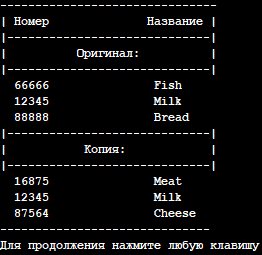 -------------------------------
| Номер              Название |
|-----------------------------|
|          Оригинал:          |
|-----------------------------|
  66666               Fish
  12345               Milk
  88888               Bread
|-----------------------------|
|           Копия:            |
|-----------------------------|
  16875               Meat
  12345               Milk
  87564               Cheese
------------------------------
Для продолжения нажмите любую клавишу